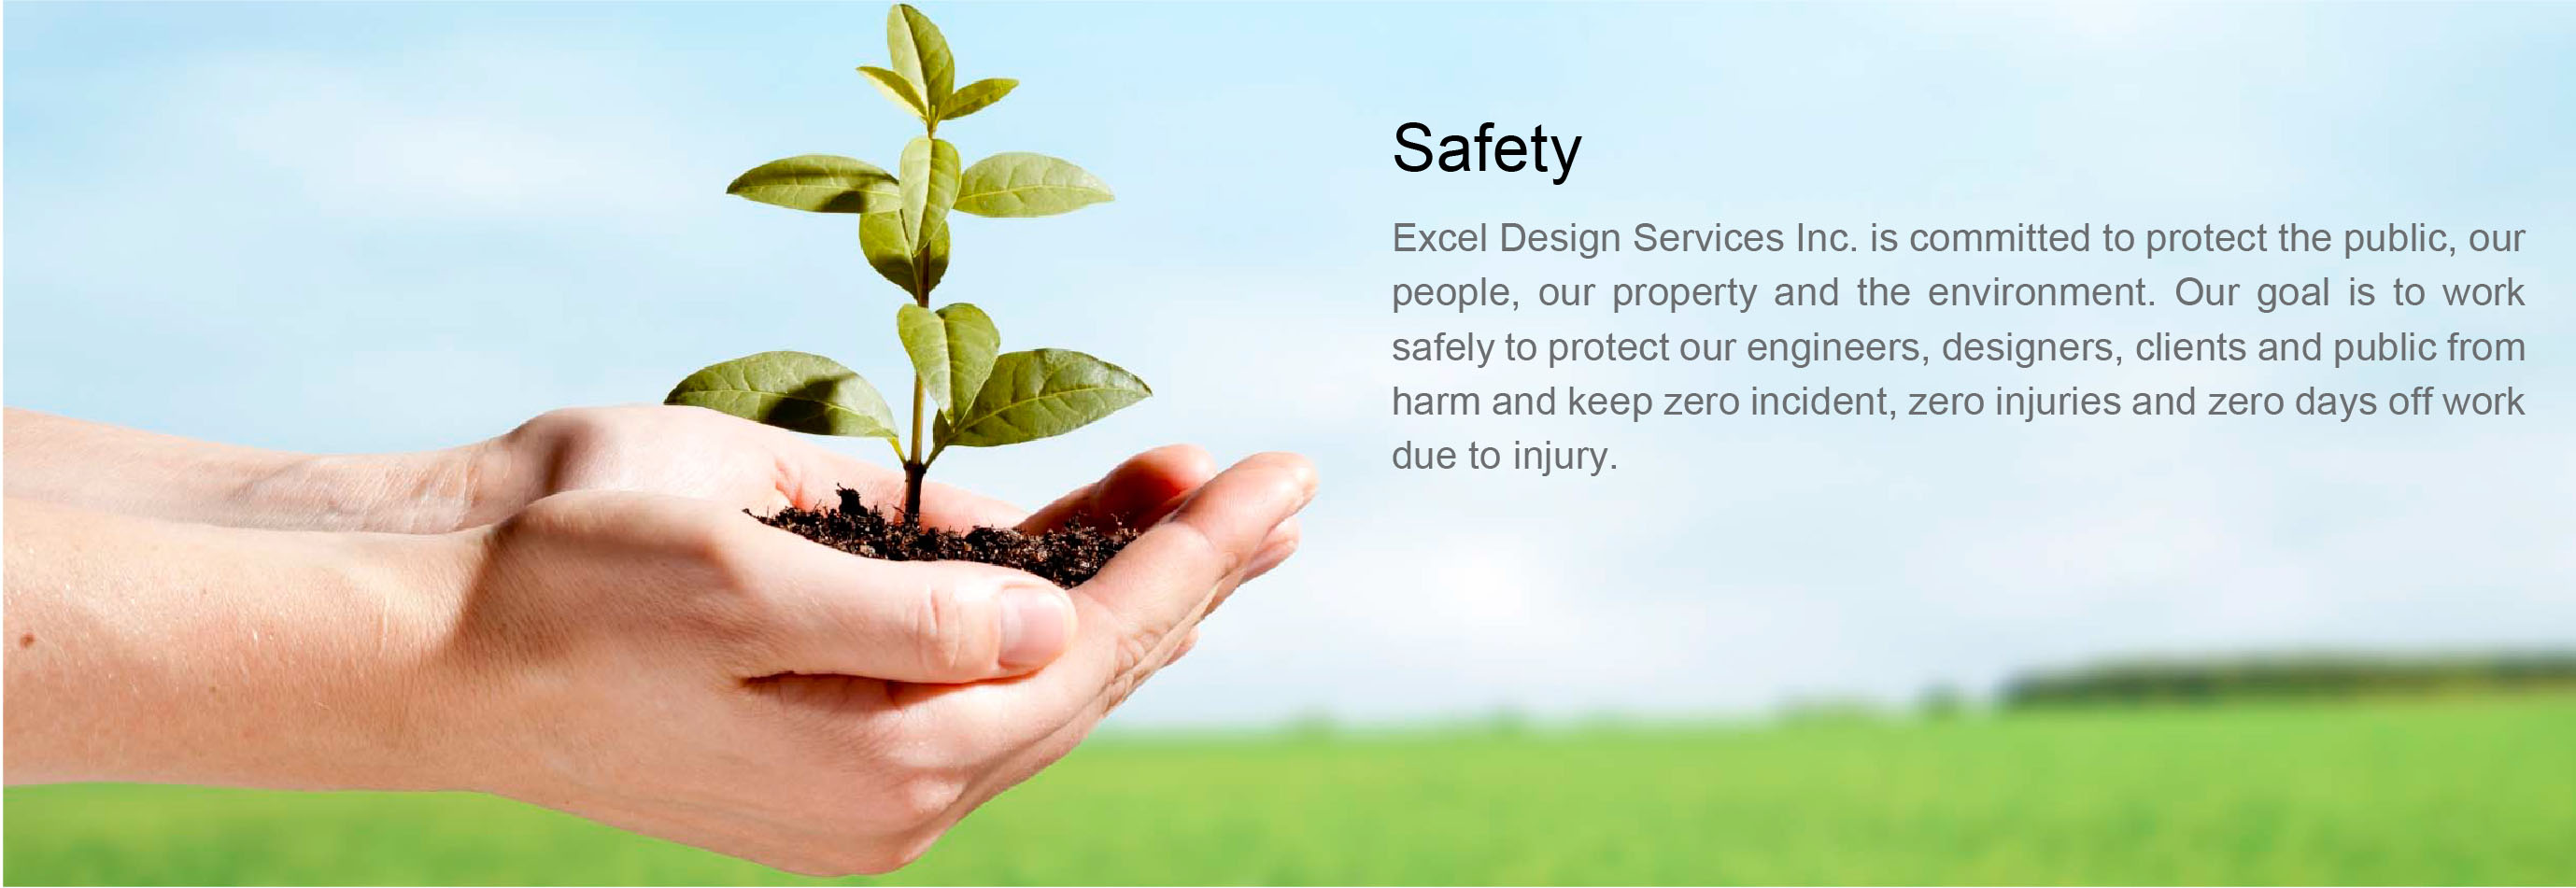 Safety
Excel Design Services Inc. is committed to protect the public, our
people, our property and the environment. Our goal is to work
safely to protect our engineers, designers, clients and public from
harm and keep zero incident, zero injuries and zero days off work
due to injury.